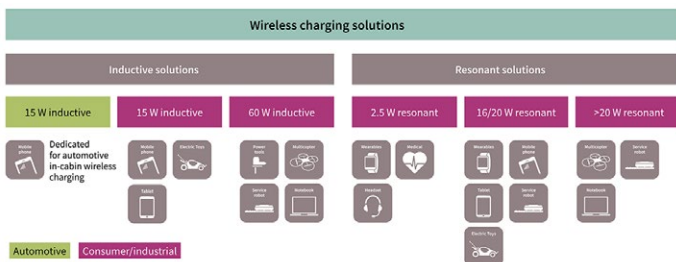 Wireless charging solutions
Inductive solutions
Resonant solutions
15 W inductive
15 W inductive
60 W inductive
2.5 W resonant
16/20 W resonant
>20 W resonant
Mobile
phone
Dedicated
for automotive
in-cabin wireless
charging
Mobile
phone
Electric Toys
Tablet
Power
tools
Multicopter
Service
robot
Notebook
Wearables
Medical
Headset
Wearables
Mobile
phone
Tablet
Service
robot
Electric Toys
Multicopter
Service
robot
Notebook
Automotive
Consumer/industrial